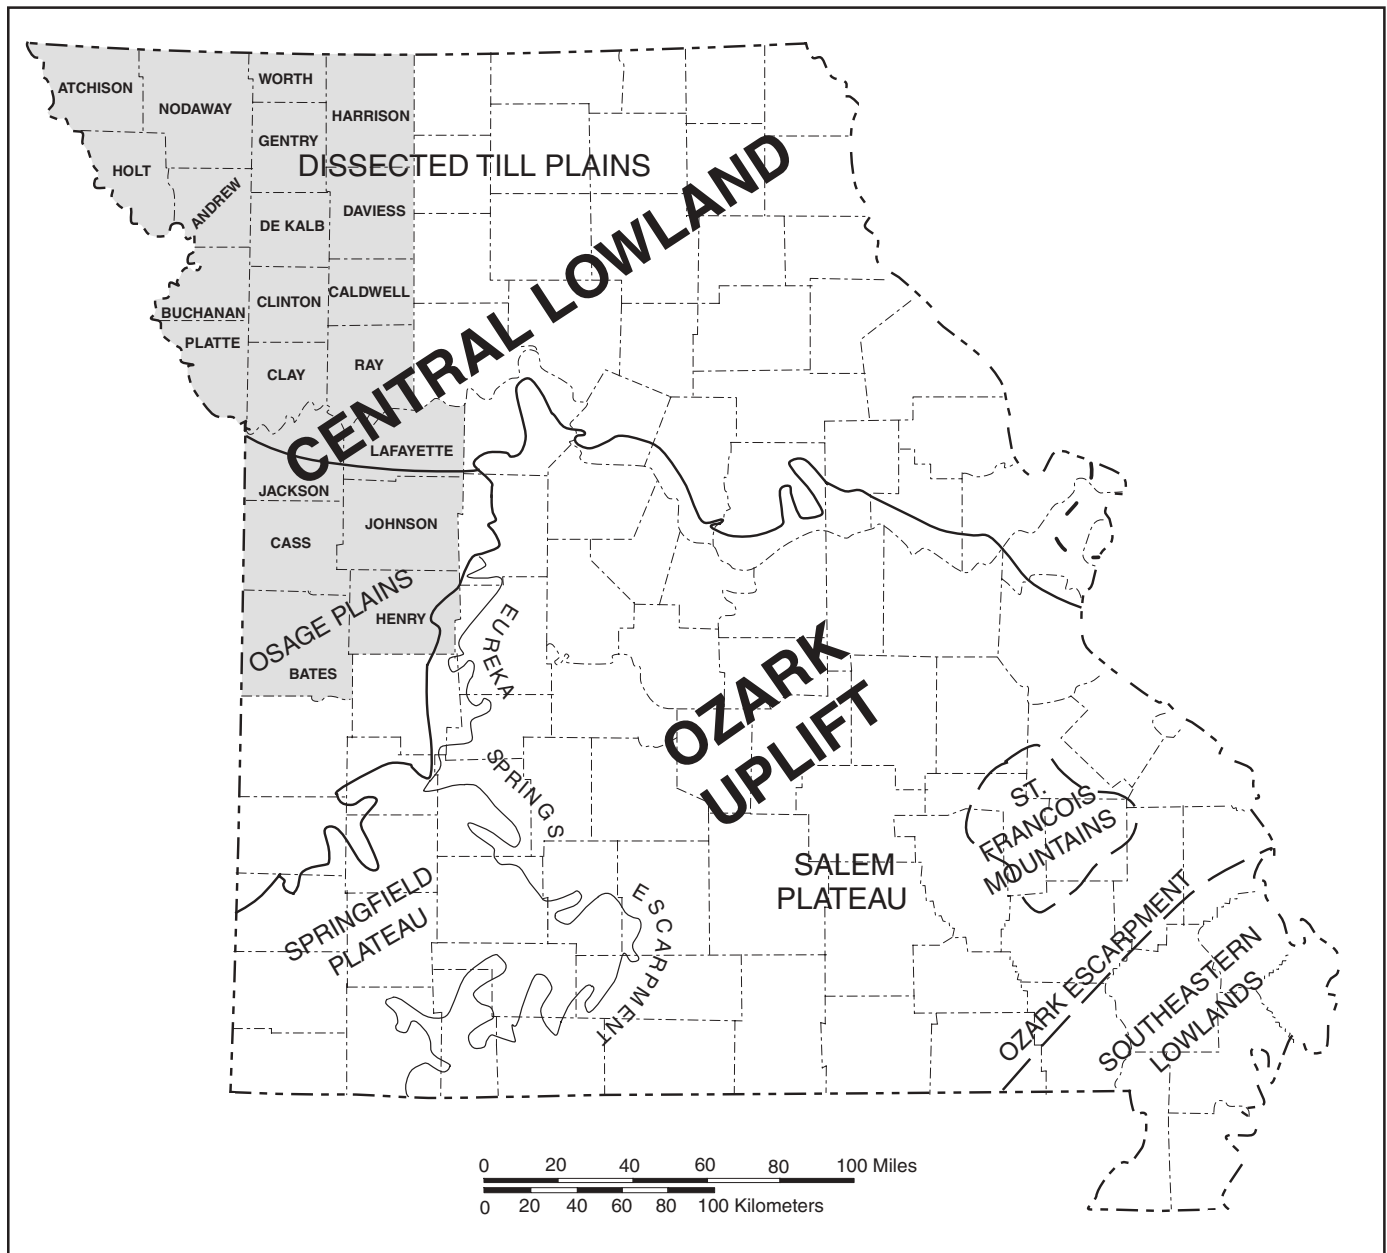 WORTH
ATCHISON
NODAWAY
HARRISON
GENTRY
DISSECTED TILL PLAINS
HOLT
ANDREW
DE KALB
DAVIESS
CENTRAL LOWLAND
BUCHANAN
CLINTON
CALDWELL
PLATTE
CLAY
RAY
LAFAYETTE
JACKSON
JOHNSON
CASS
OSAGE PLAINS
HENRY
BATES
EUREKA
SPRINGS
ESCARPMENT
OZARK
UPLIFT
ST.
FRANCOIS
MOUNTAINS
SALEM
PLATEAU
SPRINGFIELD
PLATEAU
OZARK ESCARPMENT
SOUTHEASTERN
LOWLANDS
0 20 40 60 80 100 Miles
0 20 40 60 80 100 Kilometers